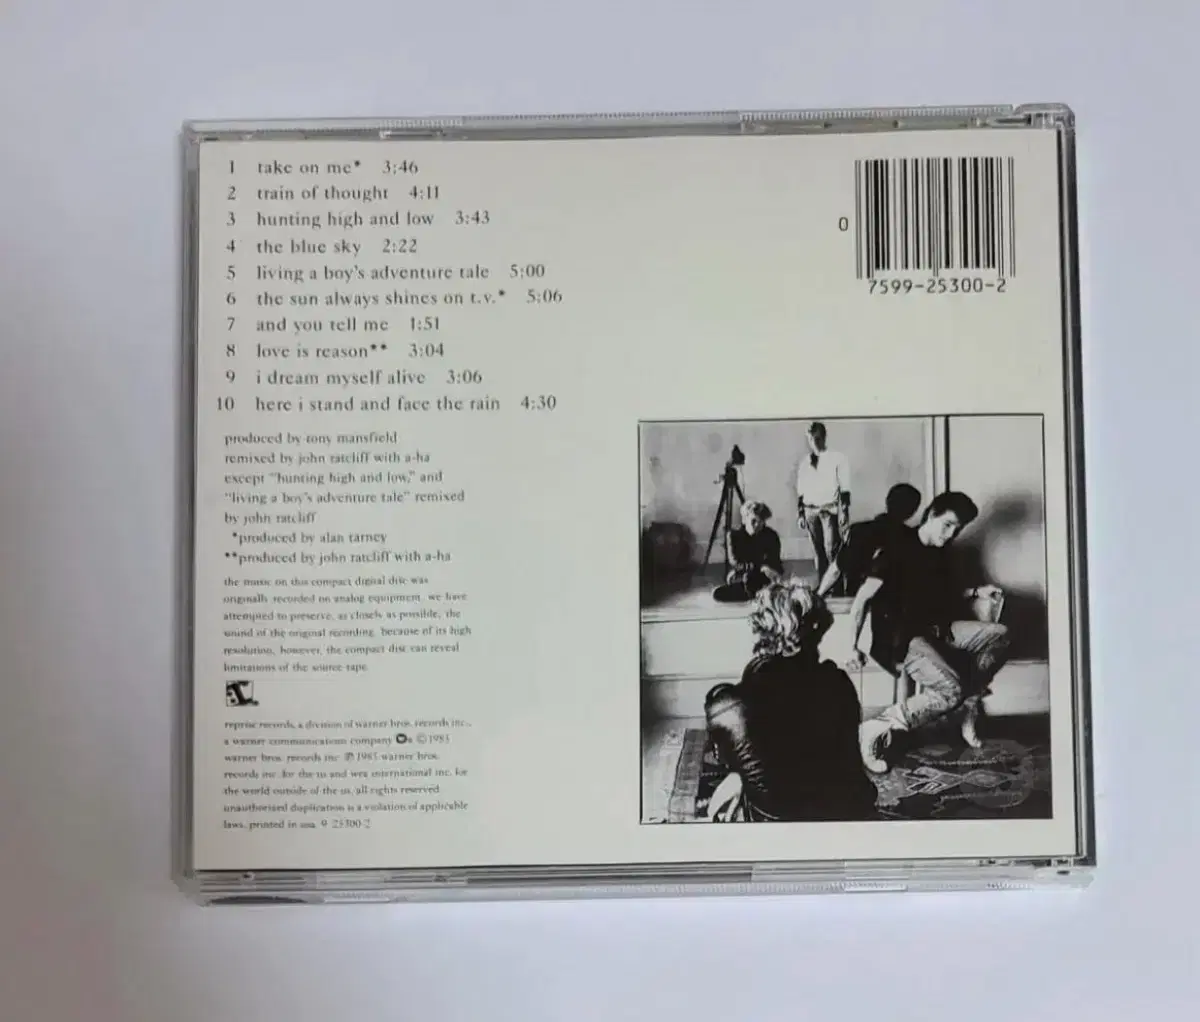 1 take on me* 3:46
2 train of thought 4:11
3 hunting high and low 3:43
4 the blue sky 2:22
5 living a boy's adventure tale 5:00
6 the sun always shines on t.v.* 5:06
7 and you tell me 1:51
8 love is reason** 3:04
9 i dream myself alive 3:06
10 here i stand and face the rain 4:30
produced by tony mansfield
remixed by john ratcliff with a-ha
except "hunting high and low," and
"living a boy's adventure tale" remixed
by john ratcliff
*produced by alan tarney
**produced by john ratcliff with a-ha
the music on this compact digital disc was
originally recorded on analog equipment. we have
attempted to preserve, as closely as possible, the
sound of the original recording. because of its high
resolution, however, the compact disc can reveal
limitations of the source tape.
reprise records, a division of warner bros. records inc.,
a warner communications company ©1985
warner bros. records inc. ℗ 1985 warner bros.
records inc. for the us and wea international inc. for
the world outside of the us. all rights reserved.
unauthorized duplication is a violation of applicable
laws. printed in usa. 9 25300-2
0
7599-25300-2